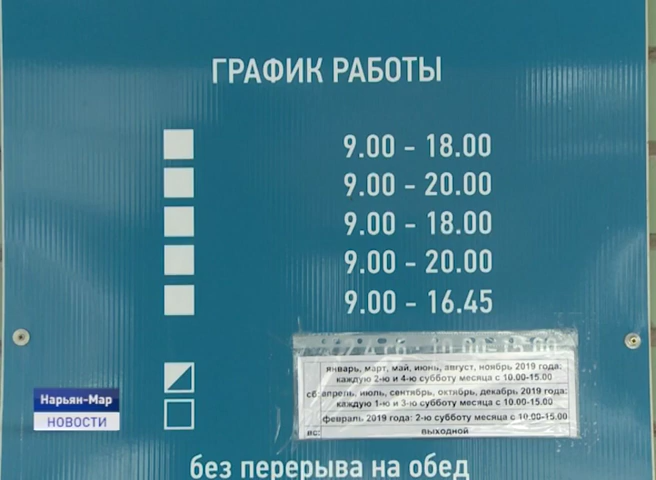 ГРАФИК РАБОТЫ
9.00 - 18.00
9.00 - 20.00
9.00 - 18.00
9.00 - 20.00
9.00 - 16.45
январь, март, май, июнь, август, ноябрь 2019 года:
каждую 2-ю и 4-ю субботу месяца с 10.00-15.00
сб: апрель, июль, сентябрь, октябрь, декабрь 2019 года:
каждую 1-ю и 3-ю субботу месяца с 10.00-15.00
февраль 2019 года: 2-ю субботу месяца с 10.00-15.00
вс: выходной
Нарьян-Мар
НОВОСТИ
без перерыва на обед